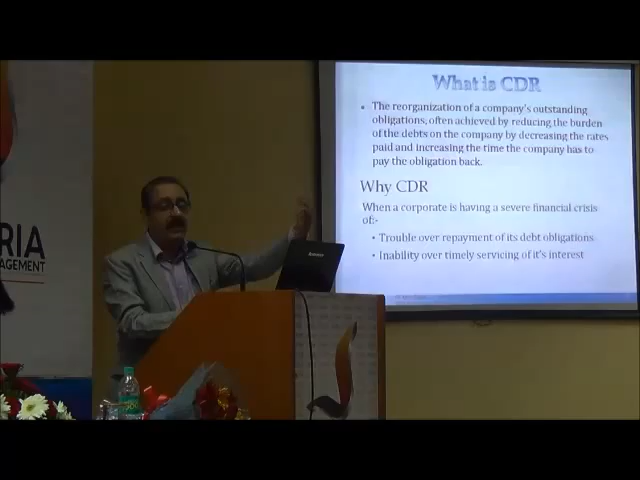 What is CDR
The reorganization of a company's outstanding
obligations, often achieved by reducing the burden
of the debts on the company by decreasing the rates
paid and increasing the time the company has to
pay the obligation back.
Why CDR
When a corporate is having a severe financial crisis
of:-
Trouble over repayment of its debt obligations
Inability over timely servicing of it's interest
RIA
NAGEMENT
lenovo